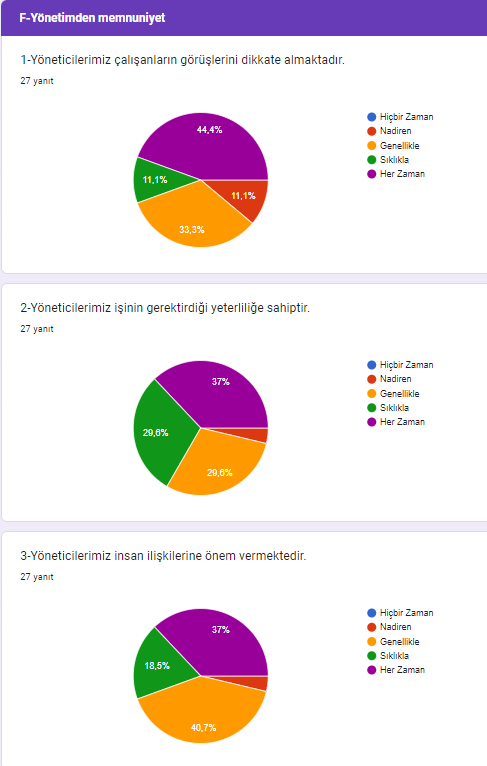 F-Yönetimden memnuniyet
1-Yöneticilerimiz çalışanların görüşlerini dikkate almaktadır.
27 yanıt
Hiçbir Zaman
Nadiren
Genellikle
Sıklıkla
Her Zaman
44,4%
11,1%
11,1%
33,3%
2-Yöneticilerimiz işinin gerektirdiği yeterliliğe sahiptir.
27 yanıt
Hiçbir Zaman
Nadiren
Genellikle
Sıklıkla
Her Zaman
37%
29,6%
29,6%
3-Yöneticilerimiz insan ilişkilerine önem vermektedir.
27 yanıt
Hiçbir Zaman
Nadiren
Genellikle
Sıklıkla
Her Zaman
37%
18,5%
40,7%